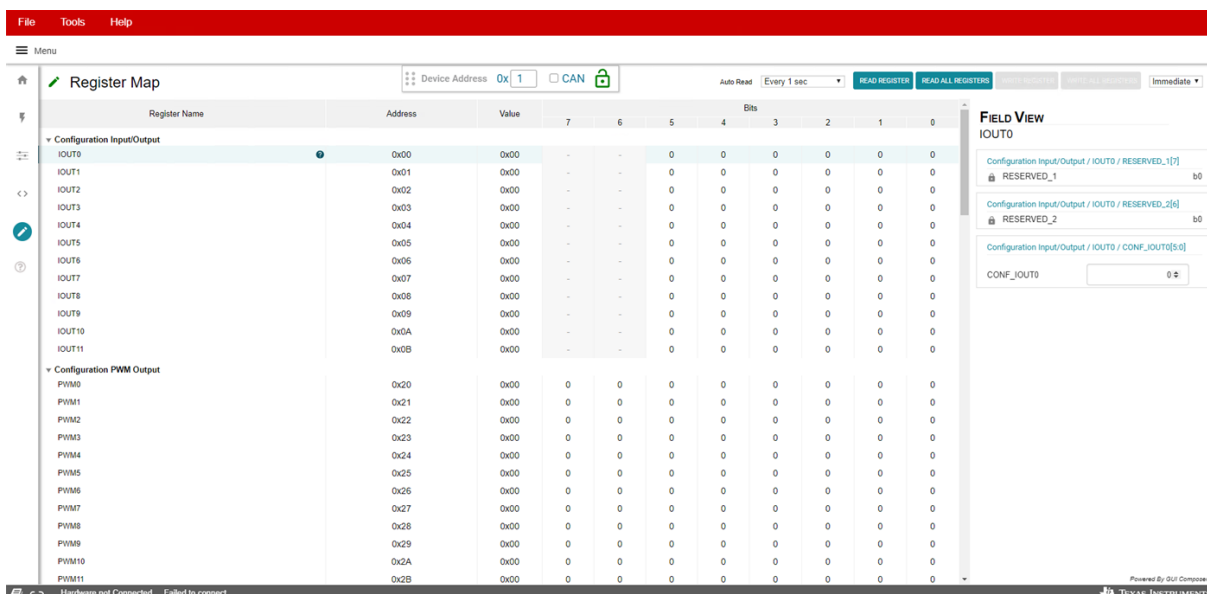 File Tools Help
Menu
Register Map
Device Address 0x 1 CAN
Auto Read Every 1 sec READ REGISTER READ ALL REGISTERS WRITE REGISTER WRITE ALL REGISTERS Immediate
Register Name Address Value Bits
7 6 5 4 3 2 1 0
Configuration Input/Output
IOUT0 0x00 0x00 - - 0 0 0 0 0 0
IOUT1 0x01 0x00 - - 0 0 0 0 0 0
IOUT2 0x02 0x00 - - 0 0 0 0 0 0
IOUT3 0x03 0x00 - - 0 0 0 0 0 0
IOUT4 0x04 0x00 - - 0 0 0 0 0 0
IOUT5 0x05 0x00 - - 0 0 0 0 0 0
IOUT6 0x06 0x00 - - 0 0 0 0 0 0
IOUT7 0x07 0x00 - - 0 0 0 0 0 0
IOUT8 0x08 0x00 - - 0 0 0 0 0 0
IOUT9 0x09 0x00 - - 0 0 0 0 0 0
IOUT10 0x0A 0x00 - - 0 0 0 0 0 0
IOUT11 0x0B 0x00 - - 0 0 0 0 0 0
Configuration PWM Output
PWM0 0x20 0x00 0 0 0 0 0 0 0 0
PWM1 0x21 0x00 0 0 0 0 0 0 0 0
PWM2 0x22 0x00 0 0 0 0 0 0 0 0
PWM3 0x23 0x00 0 0 0 0 0 0 0 0
PWM4 0x24 0x00 0 0 0 0 0 0 0 0
PWM5 0x25 0x00 0 0 0 0 0 0 0 0
PWM6 0x26 0x00 0 0 0 0 0 0 0 0
PWM7 0x27 0x00 0 0 0 0 0 0 0 0
PWM8 0x28 0x00 0 0 0 0 0 0 0 0
PWM9 0x29 0x00 0 0 0 0 0 0 0 0
PWM10 0x2A 0x00 0 0 0 0 0 0 0 0
PWM11 0x2B 0x00 0 0 0 0 0 0 0 0
FIELD VIEW
IOUT0
Configuration Input/Output / IOUT0 / RESERVED_1[7]
RESERVED_1 b0
Configuration Input/Output / IOUT0 / RESERVED_2[6]
RESERVED_2 b0
Configuration Input/Output / IOUT0 / CONF_IOUT0[5:0]
CONF_IOUT0 0
Powered By GUI Composer
Hardware not Connected. Failed to connect
TEXAS INSTRUMENT